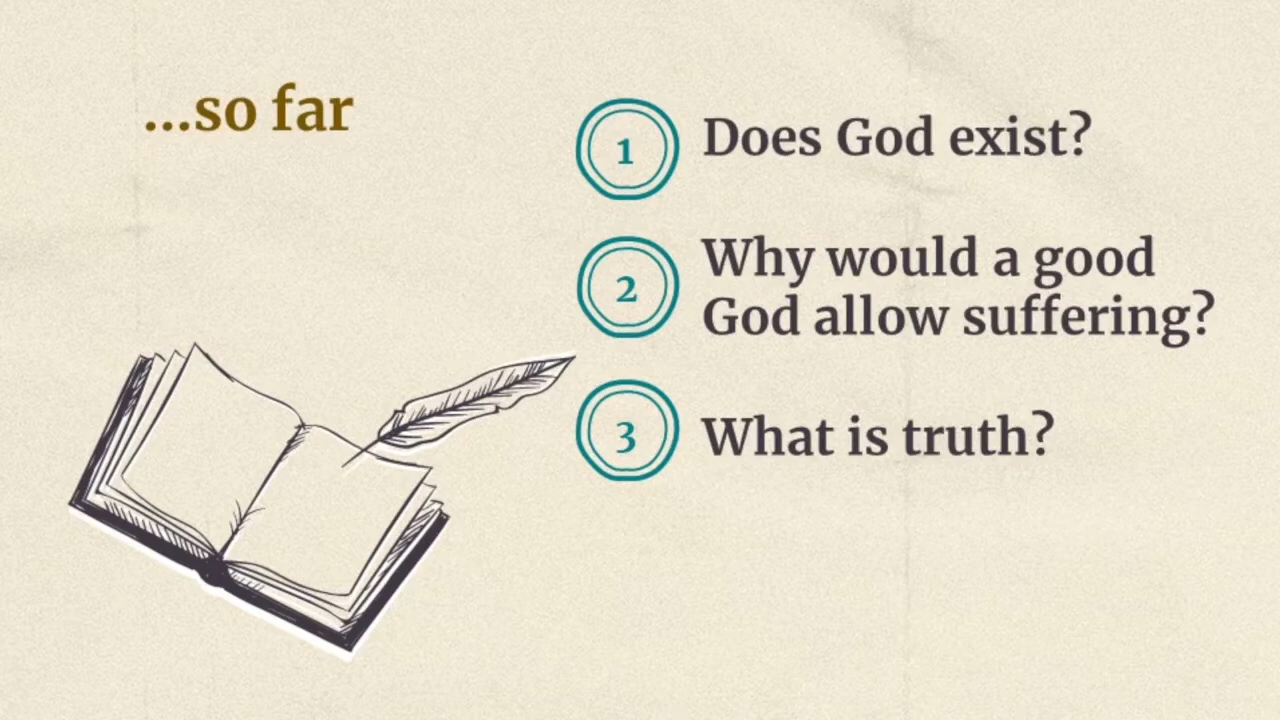 ...so far
1
Does God exist?
2
Why would a good
God allow suffering?
3
What is truth?